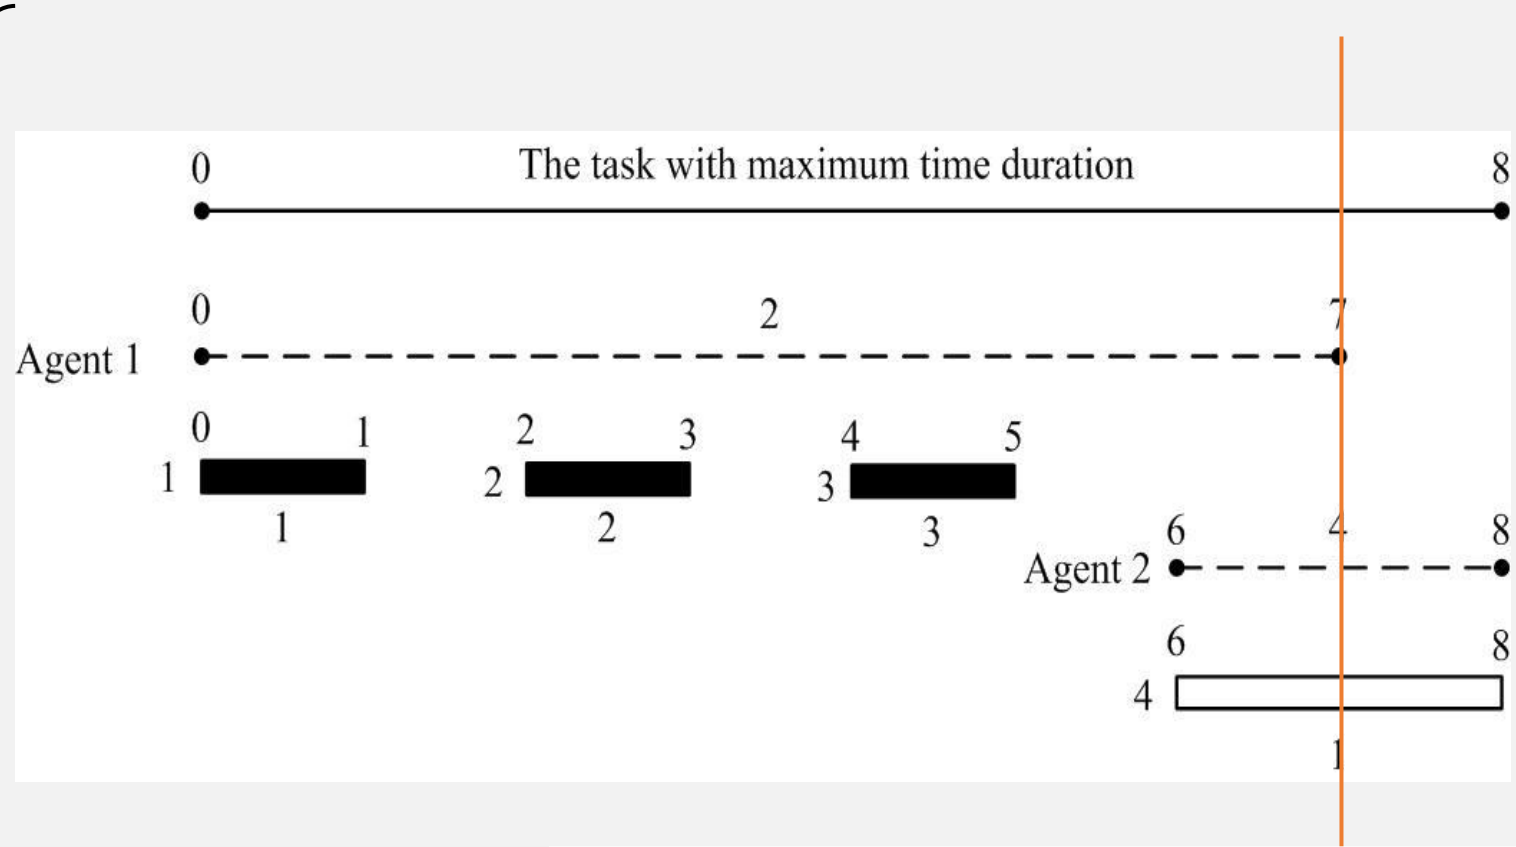 0 The task with maximum time duration 8
0 2 7
Agent 1
0 1 2 3 4 5
1 2 3
1 2 3
6 4 8
Agent 2
6 8
4
1